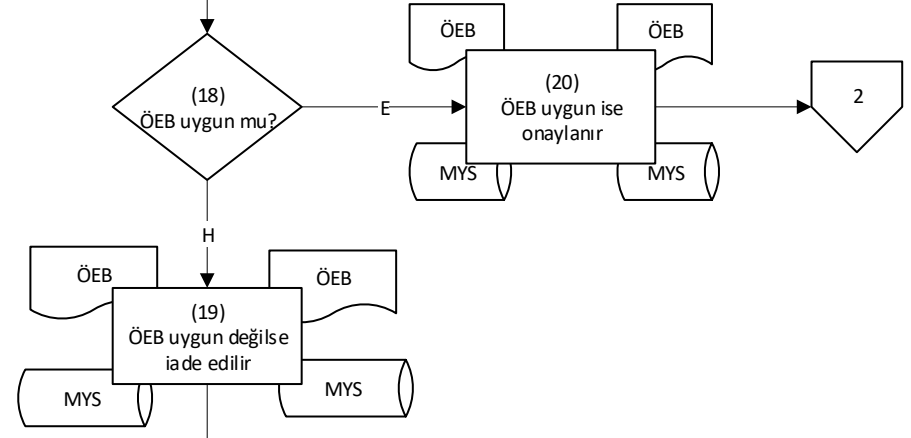 ÖEB
ÖEB
(18)
ÖEB uygun mu?
E
(20)
ÖEB uygun ise
onaylanır
2
MYS
MYS
H
ÖEB
ÖEB
(19)
ÖEB uygun değilse
iade edilir
MYS
MYS